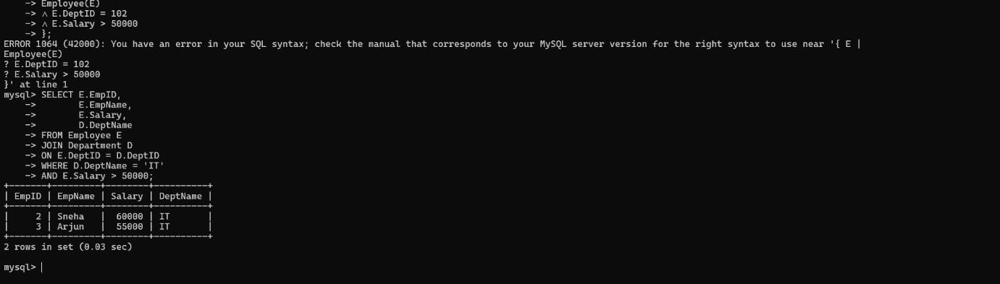 -> Employee(E)
-> ∧ E.DeptID = 102
-> ∧ E.Salary > 50000
-> };
ERROR 1064 (42000): You have an error in your SQL syntax; check the manual that corresponds to your MySQL server version for the right syntax to use near '{ E |
Employee(E)
? E.DeptID = 102
? E.Salary > 50000
}' at line 1
mysql> SELECT E.EmpID,
->        E.EmpName,
->        E.Salary,
->        D.DeptName
-> FROM Employee E
-> JOIN Department D
-> ON E.DeptID = D.DeptID
-> WHERE D.DeptName = 'IT'
-> AND E.Salary > 50000;
+-------+---------+--------+----------+
| EmpID | EmpName | Salary | DeptName |
+-------+---------+--------+----------+
|     2 | Sneha   |  60000 | IT       |
|     3 | Arjun   |  55000 | IT       |
+-------+---------+--------+----------+
2 rows in set (0.03 sec)
mysql>